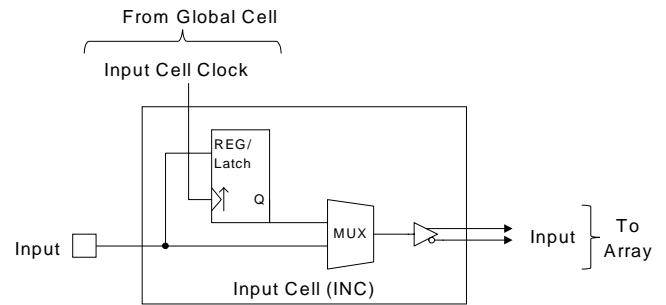 From Global Cell
Input Cell Clock
REG/
Latch
Q
MUX
Input
Input
To
Array
Input Cell (INC)